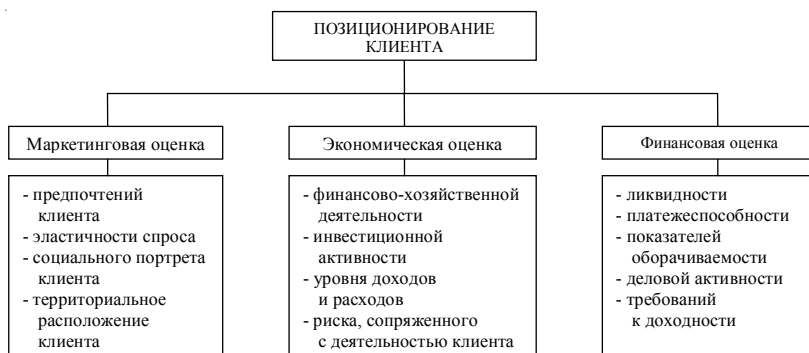 ПОЗИЦИОНИРОВАНИЕ
КЛИЕНТА
Маркетинговая оценка
- предпочтений
клиента
- эластичности спроса
- социального портрета
клиента
- территориальное
расположение
клиента
Экономическая оценка
- финансово-хозяйственной
деятельности
- инвестиционной
активности
- уровня доходов
и расходов
- риска, сопряженного
с деятельностью клиента
Финансовая оценка
- ликвидности
- платежеспособности
- показателей
оборачиваемости
- деловой активности
- требований
к доходности